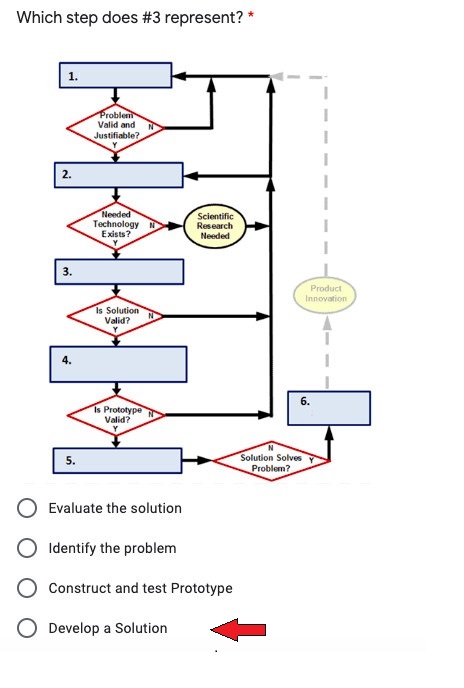 Which step does #3 represent? *
1.
Problem
Valid and N
Justifiable?
Y
2.
Needed
Technology N
Exists?
Y
Scientific
Research
Needed
3.
Is Solution
Valid? N
Y
Product
Innovation
4.
Is Prototype N
Valid?
Y
6.
5.
N
Solution Solves Y
Problem?
Evaluate the solution
Identify the problem
Construct and test Prototype
Develop a Solution